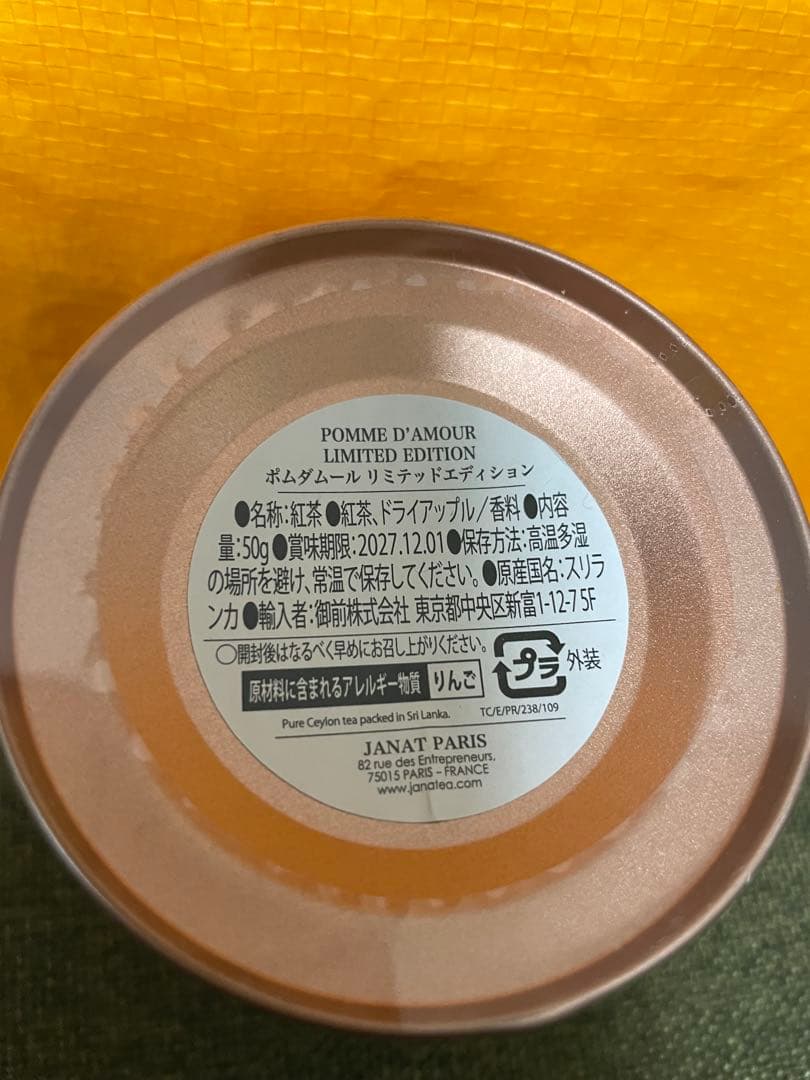 POMME D'AMOUR
LIMITED EDITION
ポムダムール リミテッドエディション
●名称:紅茶 ●紅茶、ドライアップル/香料 ●内容
量:50g ●賞味期限:2027.12.01 ●保存方法:高温多湿
の場所を避け、常温で保存してください。●原産国名:スリラ
ンカ ●輸入者:御前株式会社 東京都中央区新富1-12-7 5F
○開封後はなるべく早めにお召し上がりください。
プラ 外装
原材料に含まれるアレルギー物質 りんご
Pure Ceylon tea packed in Sri Lanka. TC/E/PR/238/109
JANAT PARIS
82 rue des Entrepreneurs,
75015 PARIS – FRANCE
www.janatea.com